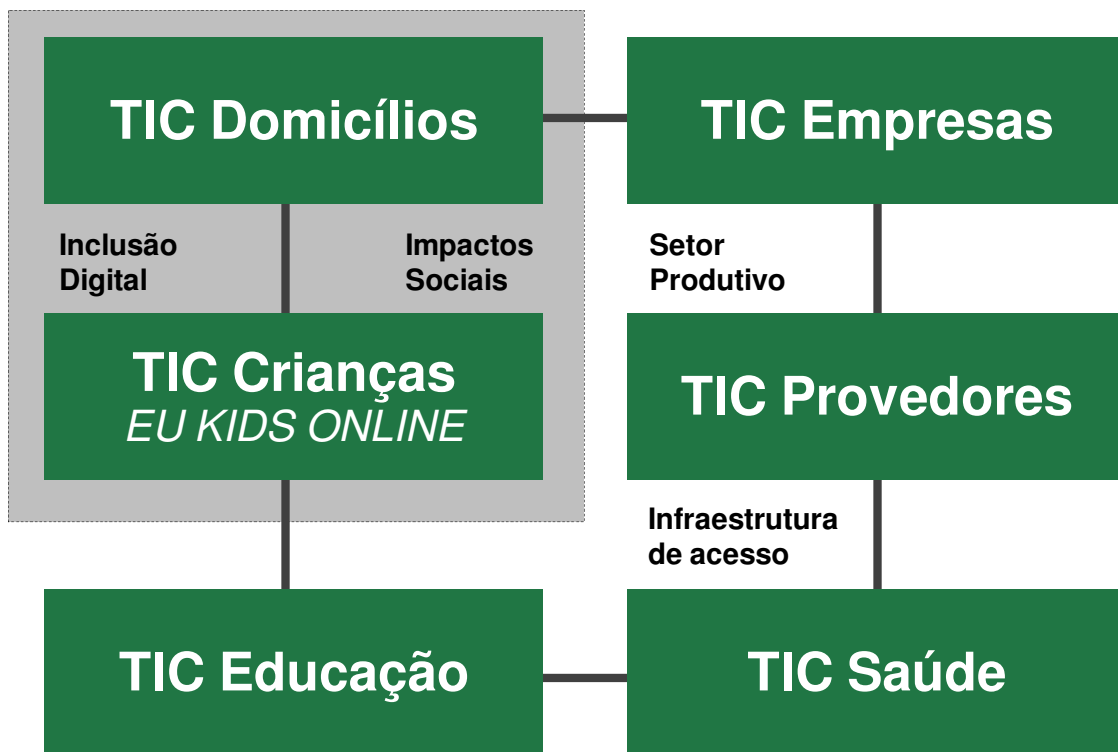 TIC Domicílios
TIC Empresas
Inclusão
Digital
Impactos
Sociais
Setor
Produtivo
TIC Crianças
EU KIDS ONLINE
TIC Provedores
Infraestrutura
de acesso
TIC Educação
TIC Saúde